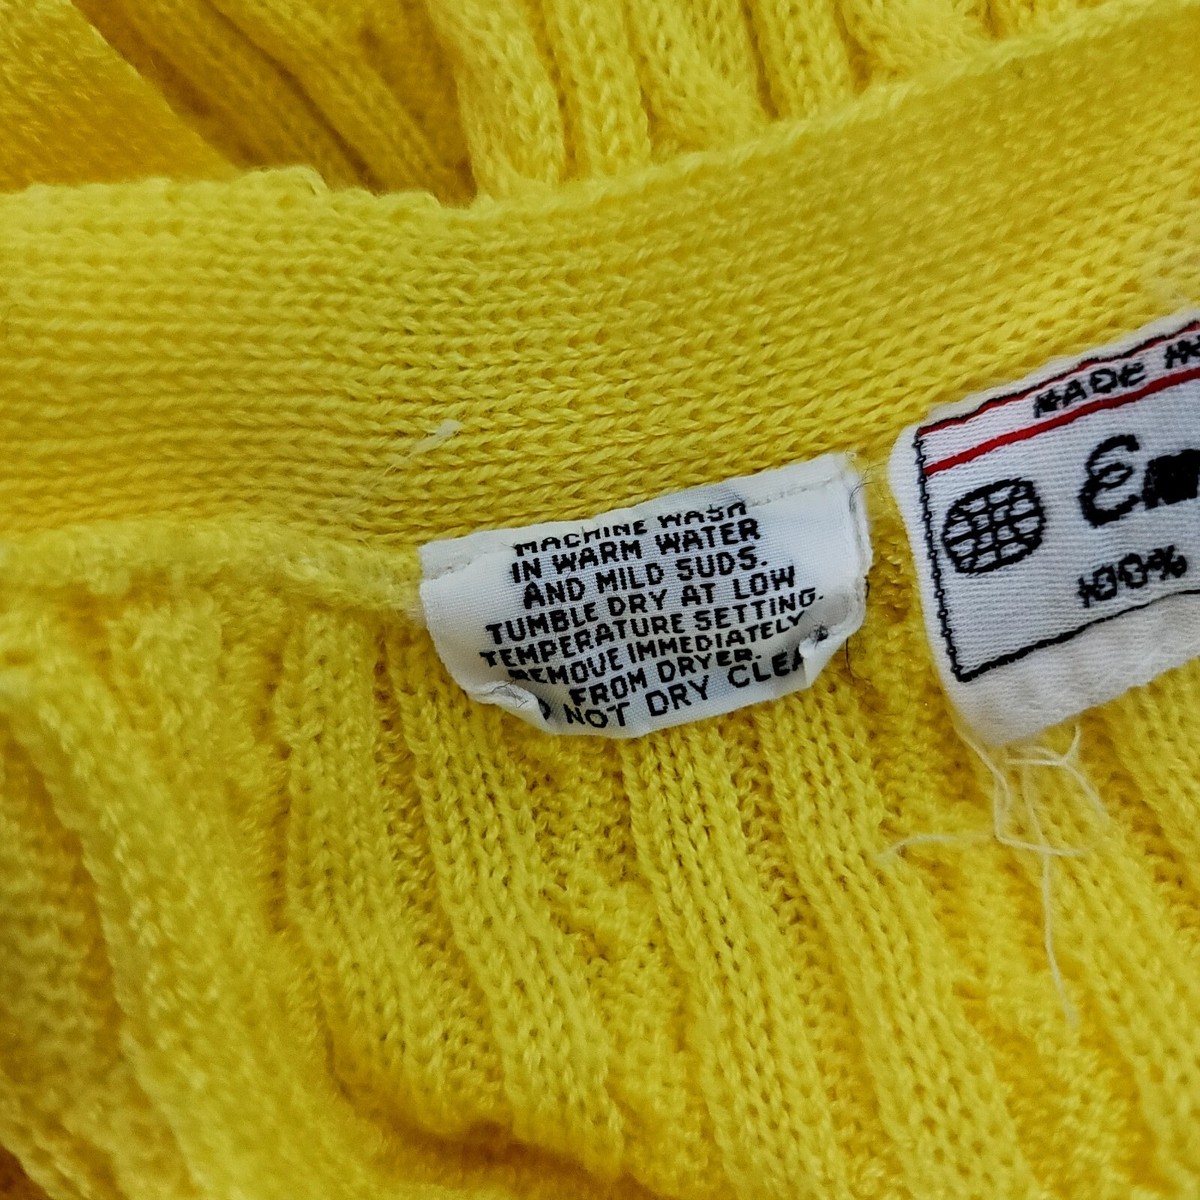 MACHINE WASH
IN WARM WATER
AND MILD SUDS.
TUMBLE DRY AT LOW
TEMPERATURE SETTING.
REMOVE IMMEDIATELY
FROM DRYER.
NOT DRY
MADE IN
100%